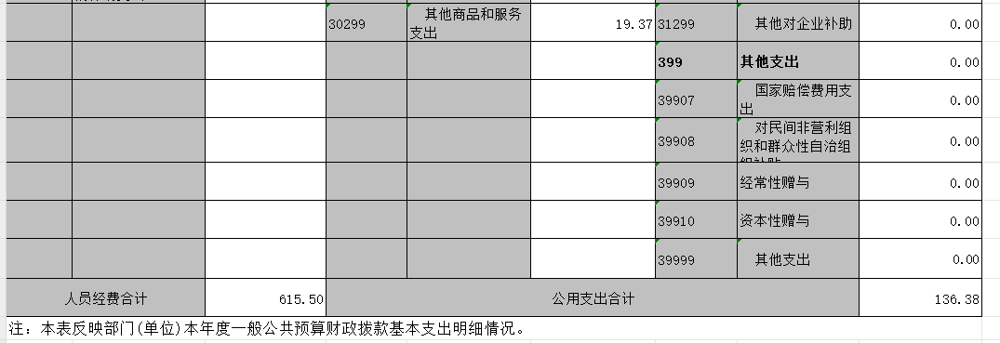 30299 其他商品和服务支出 19.37 31299 其他对企业补助 0.00
399 其他支出 0.00
39907 国家赔偿费用支出 0.00
39908 对民间非营利组织和群众性自治组织补贴 0.00
39909 经常性赠与 0.00
39910 资本性赠与 0.00
39999 其他支出 0.00
人员经费合计 615.50 公用支出合计 136.38
注：本表反映部门(单位)本年度一般公共预算财政拨款基本支出明细情况。